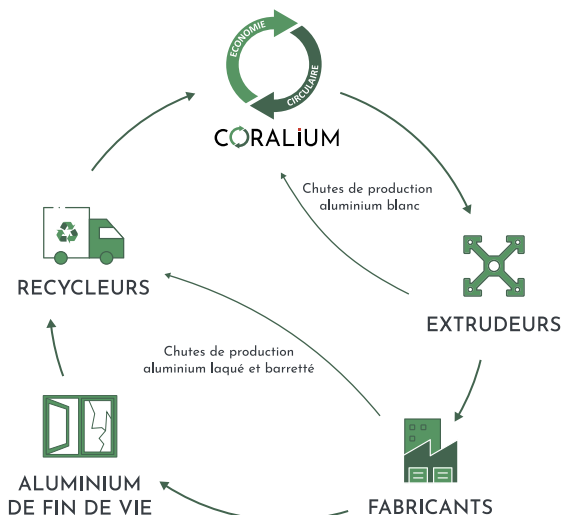 ECONOMIE
CIRCULAIRE
CORALiUM
Chutes de production
aluminium blanc
RECYCLEURS
EXTRUDEURS
Chutes de production
aluminium laqué et barretté
ALUMINIUM
DE FIN DE VIE
FABRICANTS